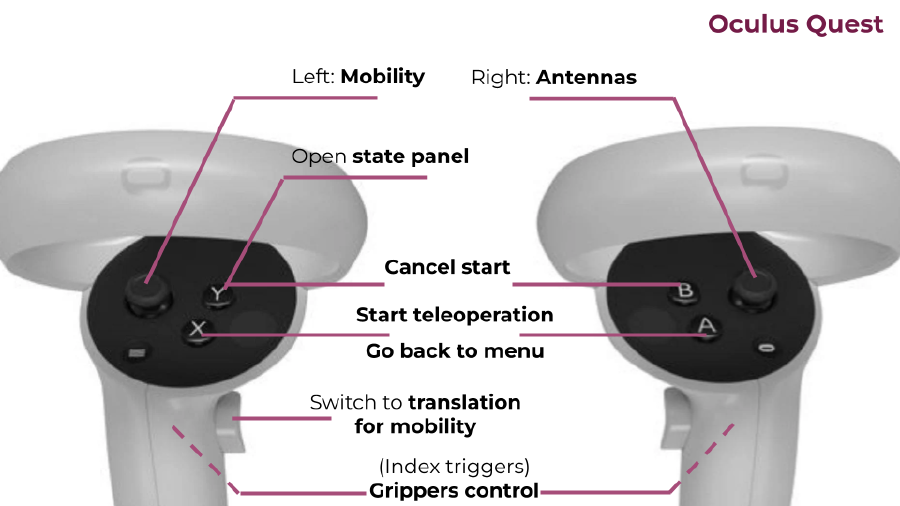 Oculus Quest
Left: Mobility
Right: Antennas
Open state panel
Cancel start
Y
B
Start teleoperation
X
A
Go back to menu
Switch to translation
for mobility
(Index triggers)
Grippers control